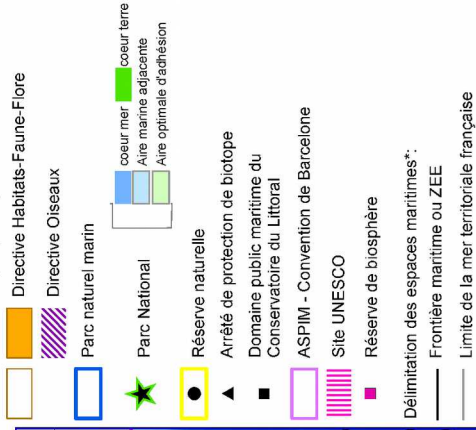 Directive Habitats-Faune-Flore
Directive Oiseaux
Parc naturel marin
Parc National
coeur mer
coeur terre
Aire marine adjacente
Aire optimale d'adhésion
Réserve naturelle
Arrêté de protection de biotope
Domaine public maritime du
Conservatoire du Littoral
ASPIM - Convention de Barcelone
Site UNESCO
Réserve de biosphère
Délimitation des espaces maritimes*:
Frontière maritime ou ZEE
Limite de la mer territoriale française